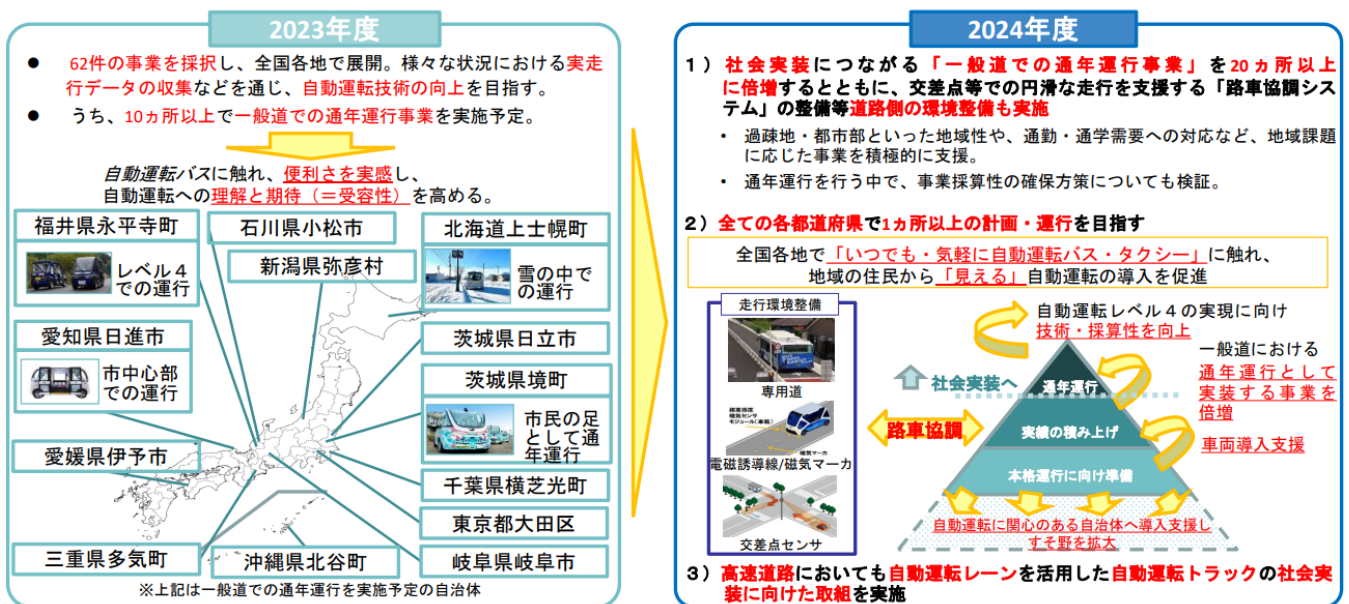 2023年度
● 62件の事業を採択し、全国各地で展開。様々な状況における実走
行データの収集などを通じ、自動運転技術の向上を目指す。
● うち、10ヵ所以上で一般道での通年運行事業を実施予定。
自動運転バスに触れ、便利さを実感し、
自動運転への理解と期待（＝受容性）を高める。
福井県永平寺町
レベル４
での運行
石川県小松市
新潟県弥彦村
北海道上士幌町
雪の中で
の運行
愛知県日進市
市中心部
での運行
茨城県日立市
茨城県境町
市民の足
として通
年運行
愛媛県伊予市
千葉県横芝光町
東京都大田区
三重県多気町
沖縄県北谷町
岐阜県岐阜市
※上記は一般道での通年運行を実施予定の自治体
2024年度
１）社会実装につながる「一般道での通年運行事業」を20ヵ所以上
に倍増するとともに、交差点等での円滑な走行を支援する「路車協調シス
テム」の整備等道路側の環境整備も実施
• 過疎地・都市部といった地域性や、通勤・通学需要への対応など、地域課題
に応じた事業を積極的に支援。
• 通年運行を行う中で、事業採算性の確保方策についても検証。
２）全ての各都道府県で1ヵ所以上の計画・運行を目指す
全国各地で「いつでも・気軽に自動運転バス・タクシー」に触れ、
地域の住民から「見える」自動運転の導入を促進
走行環境整備
専用道
超高感度
磁気センサ
モジュール（車載）
磁気マーカ
電磁誘導線/磁気マーカ
交差点センサ
自動運転レベル４の実現に向け
技術・採算性を向上
社会実装へ
通年運行
一般道における
通年運行として
実装する事業を
倍増
路車協調
実績の積み上げ
車両導入支援
本格運行に向け準備
自動運転に関心のある自治体へ導入支援し
すそ野を拡大
３）高速道路においても自動運転レーンを活用した自動運転トラックの社会実
装に向けた取組を実施